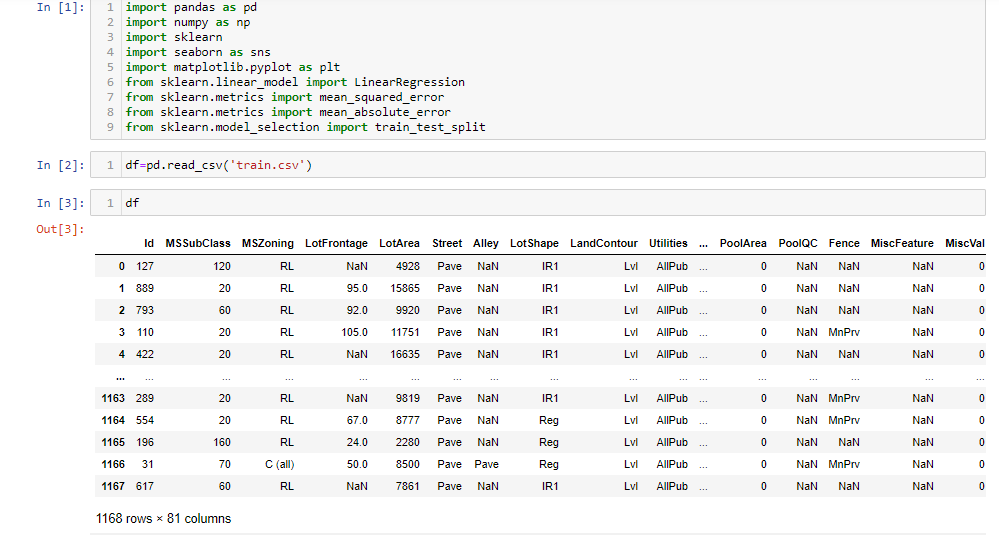 In [1]:
1 import pandas as pd
2 import numpy as np
3 import sklearn
4 import seaborn as sns
5 import matplotlib.pyplot as plt
6 from sklearn.linear_model import LinearRegression
7 from sklearn.metrics import mean_squared_error
8 from sklearn.metrics import mean_absolute_error
9 from sklearn.model_selection import train_test_split
In [2]: 1 df=pd.read_csv('train.csv')
In [3]: 1 df
Out[3]:
Id MSSubClass MSZoning LotFrontage LotArea Street Alley LotShape LandContour Utilities ... PoolArea PoolQC Fence MiscFeature MiscVal
0 127 120 RL NaN 4928 Pave NaN IR1 Lvl AllPub ... 0 NaN NaN NaN 0
1 889 20 RL 95.0 15865 Pave NaN IR1 Lvl AllPub ... 0 NaN NaN NaN 0
2 793 60 RL 92.0 9920 Pave NaN IR1 Lvl AllPub ... 0 NaN NaN NaN 0
3 110 20 RL 105.0 11751 Pave NaN IR1 Lvl AllPub ... 0 NaN MnPrv NaN 0
4 422 20 RL NaN 16635 Pave NaN IR1 Lvl AllPub ... 0 NaN NaN NaN 0
... ... ... ... ... ... ... ... ... ... ... ... ... ... ... ... ...
1163 289 20 RL NaN 9819 Pave NaN IR1 Lvl AllPub ... 0 NaN MnPrv NaN 0
1164 554 20 RL 67.0 8777 Pave NaN Reg Lvl AllPub ... 0 NaN MnPrv NaN 0
1165 196 160 RL 24.0 2280 Pave NaN Reg Lvl AllPub ... 0 NaN NaN NaN 0
1166 31 70 C (all) 50.0 8500 Pave Pave Reg Lvl AllPub ... 0 NaN MnPrv NaN 0
1167 617 60 RL NaN 7861 Pave NaN IR1 Lvl AllPub ... 0 NaN NaN NaN 0
1168 rows × 81 columns